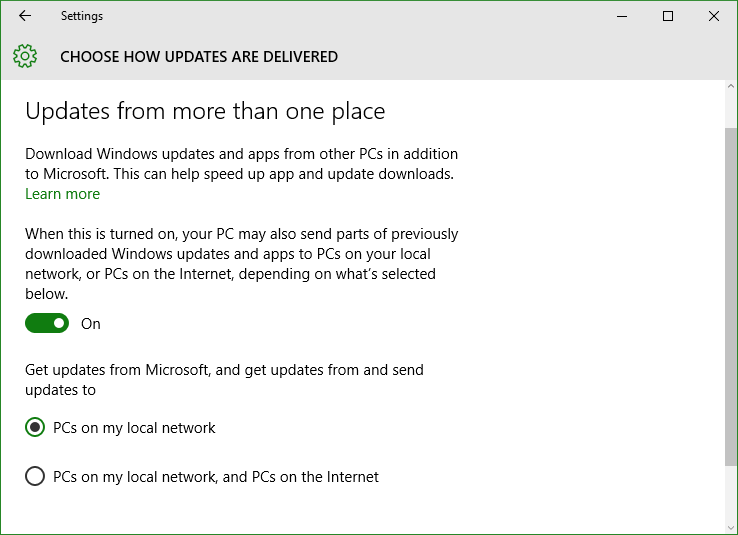 Settings
CHOOSE HOW UPDATES ARE DELIVERED
Updates from more than one place
Download Windows updates and apps from other PCs in addition
to Microsoft. This can help speed up app and update downloads.
Learn more
When this is turned on, your PC may also send parts of previously
downloaded Windows updates and apps to PCs on your local
network, or PCs on the Internet, depending on what’s selected
below.
On
Get updates from Microsoft, and get updates from and send
updates to
PCs on my local network
PCs on my local network, and PCs on the Internet